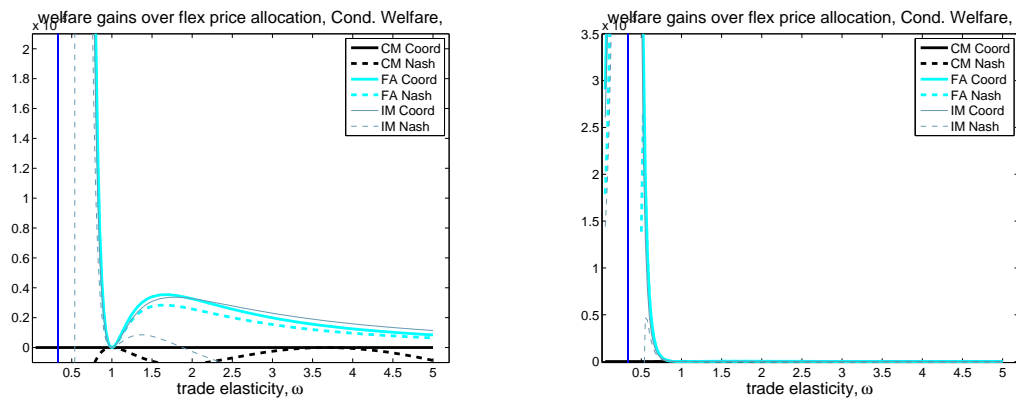 welfare gains over flex price allocation, Cond. Welfare,
2
1.8
1.6
1.4
1.2
1
0.8
0.6
0.4
0.2
0
CM Coord
CM Nash
FA Coord
FA Nash
IM Coord
IM Nash
0.5 1 1.5 2 2.5 3 3.5 4 4.5 5
trade elasticity, ω
welfare gains over flex price allocation, Cond. Welfare,
3.5
3
2.5
2
1.5
1
0.5
0
CM Coord
CM Nash
FA Coord
FA Nash
IM Coord
IM Nash
0.5 1 1.5 2 2.5 3 3.5 4 4.5 5
trade elasticity, ω